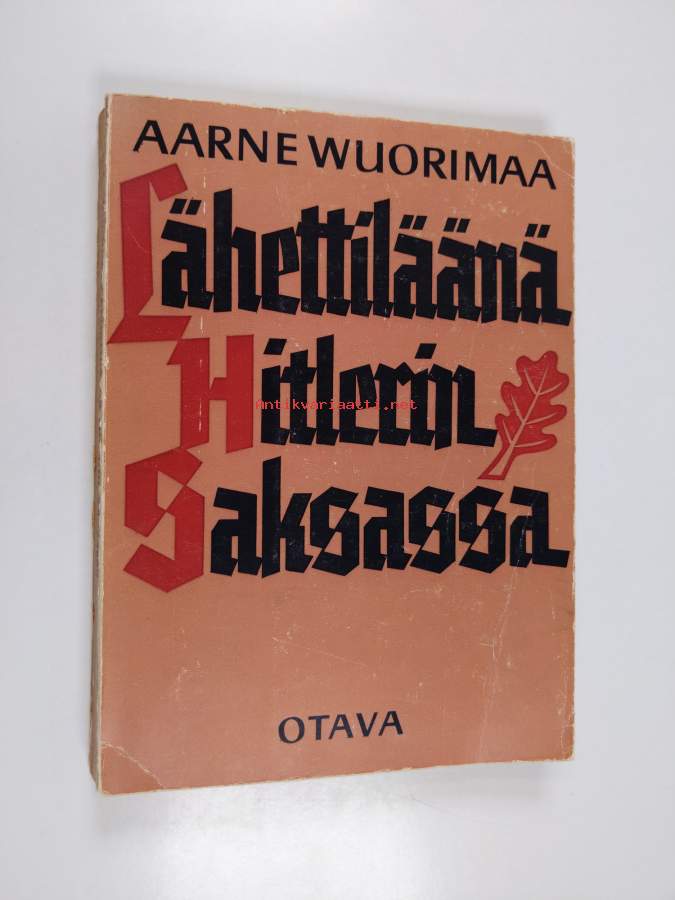 AARNE WUORIMAA
Lähettiläänä
Hitlerin
Saksassa
Antikvariaatti.net
OTAVA